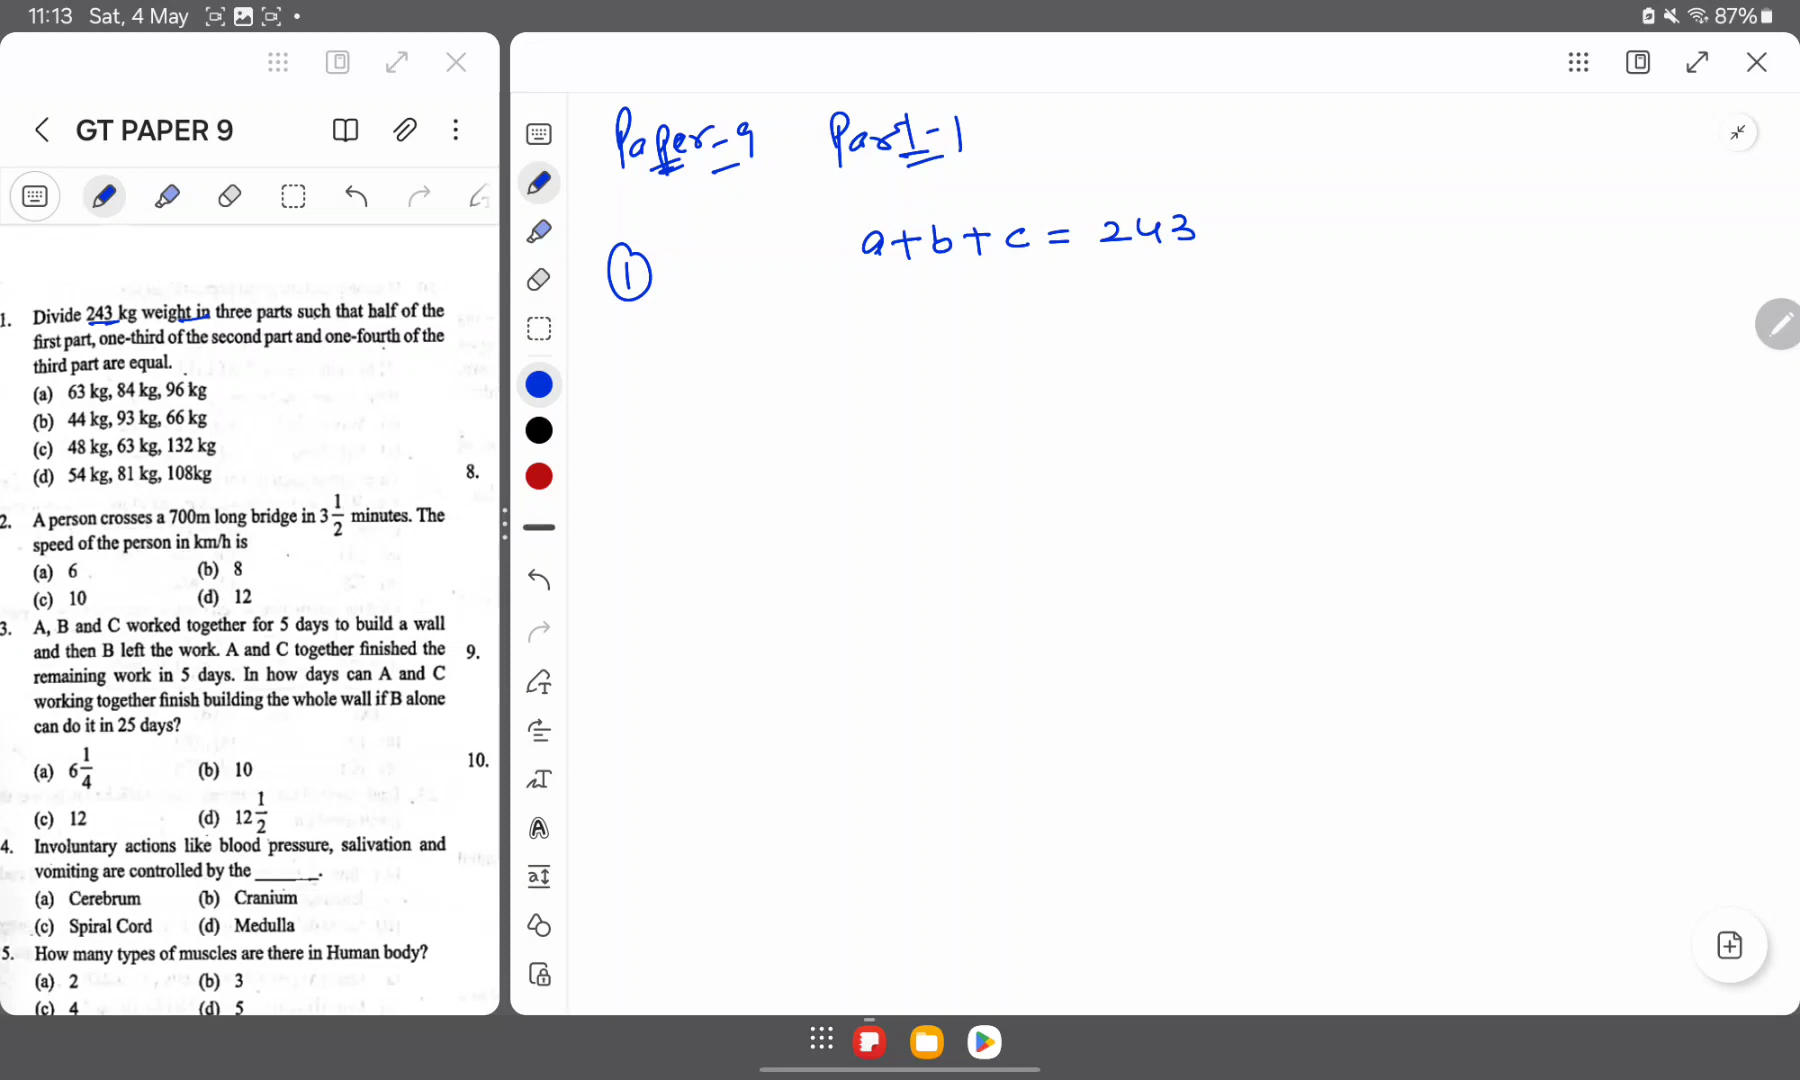 11:13 Sat, 4 May
87%
GT PAPER 9
1. Divide 243 kg weight in three parts such that half of the
first part, one-third of the second part and one-fourth of the
third part are equal.
(a) 63 kg, 84 kg, 96 kg
(b) 44 kg, 93 kg, 66 kg
(c) 48 kg, 63 kg, 132 kg
(d) 54 kg, 81 kg, 108kg
2. A person crosses a 700m long bridge in 3 1/2 minutes. The
speed of the person in km/h is
(a) 6 (b) 8
(c) 10 (d) 12
3. A, B and C worked together for 5 days to build a wall
and then B left the work. A and C together finished the
remaining work in 5 days. In how days can A and C
working together finish building the whole wall if B alone
can do it in 25 days?
(a) 6 1/4 (b) 10
(c) 12 (d) 12 1/2
4. Involuntary actions like blood pressure, salivation and
vomiting are controlled by the ______.
(a) Cerebrum (b) Cranium
(c) Spiral Cord (d) Medulla
5. How many types of muscles are there in Human body?
(a) 2 (b) 3
(c) 4 (d) 5
8.
9.
10.
Paper-9 Part-1
1
a+b+c = 243